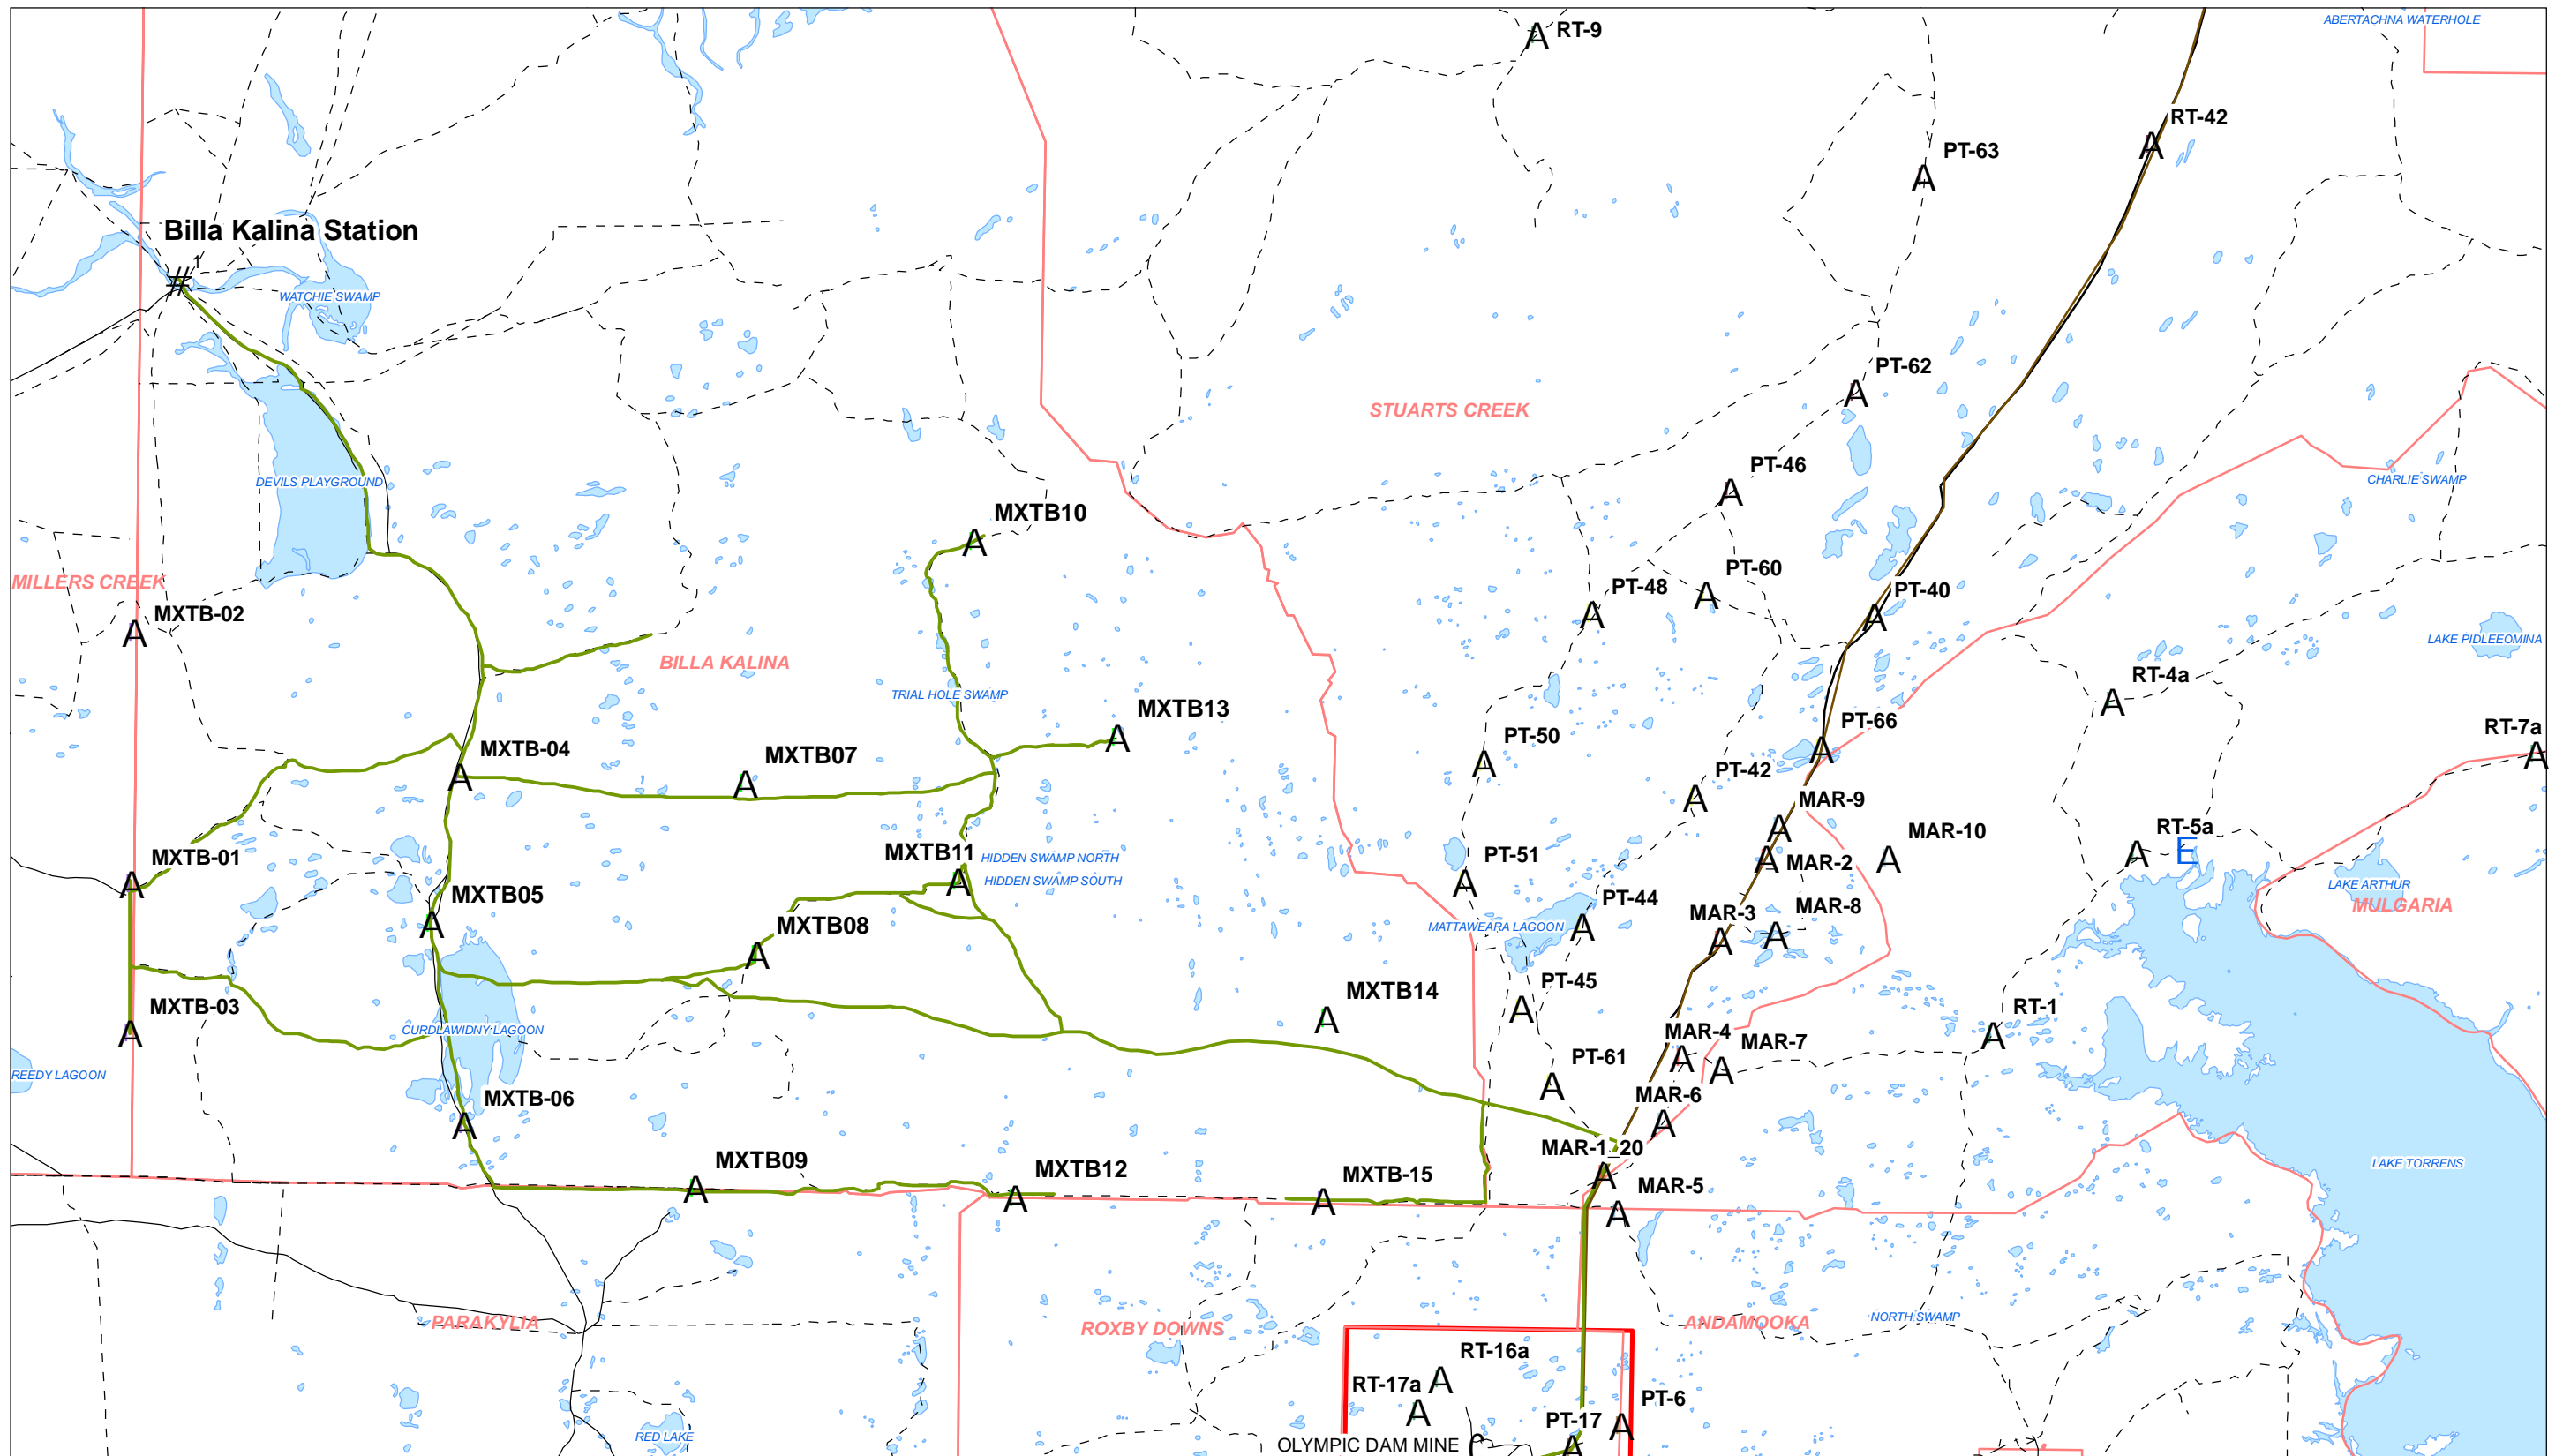 ABERTACHNA WATERHOLE
RT-9
RT-42
PT-63
Billa Kalina Station
1
WATCHIE SWAMP
PT-62
STUARTS CREEK
PT-46
DEVILS PLAYGROUND
CHARLIE SWAMP
MXTB10
PT-60
MILLERS CREEK
PT-48
PT-40
MXTB-02
LAKE PIDLEEOMINA
BILLA KALINA
RT-4a
TRIAL HOLE SWAMP
MXTB13
PT-66
RT-7a
PT-50
MXTB-04
MXTB07
PT-42
MAR-9
MAR-10
RT-5a
E
MXTB-01
MXTB11
HIDDEN SWAMP NORTH
PT-51
MAR-2
HIDDEN SWAMP SOUTH
LAKE ARTHUR
MXTB05
PT-44
MULGARIA
MAR-3
MAR-8
MXTB08
MATTAWEARA LAGOON
PT-45
MXTB14
MXTB-03
RT-1
CURDLAWIDNY LAGOON
MAR-4
MAR-7
PT-61
REEDY LAGOON
MXTB-06
MAR-6
MAR-1_20
MXTB09
MXTB12
MXTB-15
LAKE TORRENS
MAR-5
NORTH SWAMP
PARAKYLIA
ROXBY DOWNS
ANDAMOOKA
RT-16a
RT-17a
PT-6
PT-17
RED LAKE
OLYMPIC DAM MINE